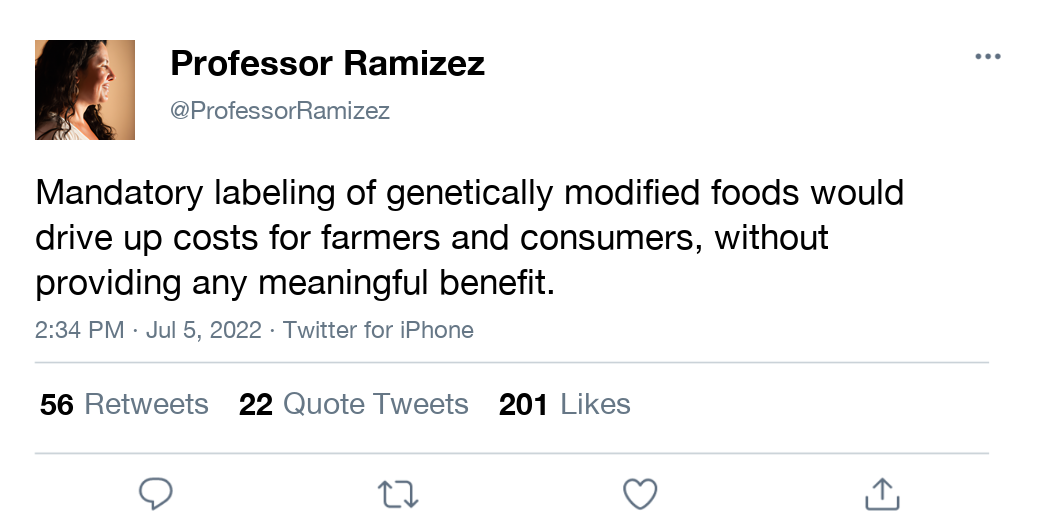 Professor Ramizez
@ProfessorRamizez
Mandatory labeling of genetically modified foods would
drive up costs for farmers and consumers, without
providing any meaningful benefit.
2:34 PM · Jul 5, 2022 · Twitter for iPhone
56 Retweets 22 Quote Tweets 201 Likes